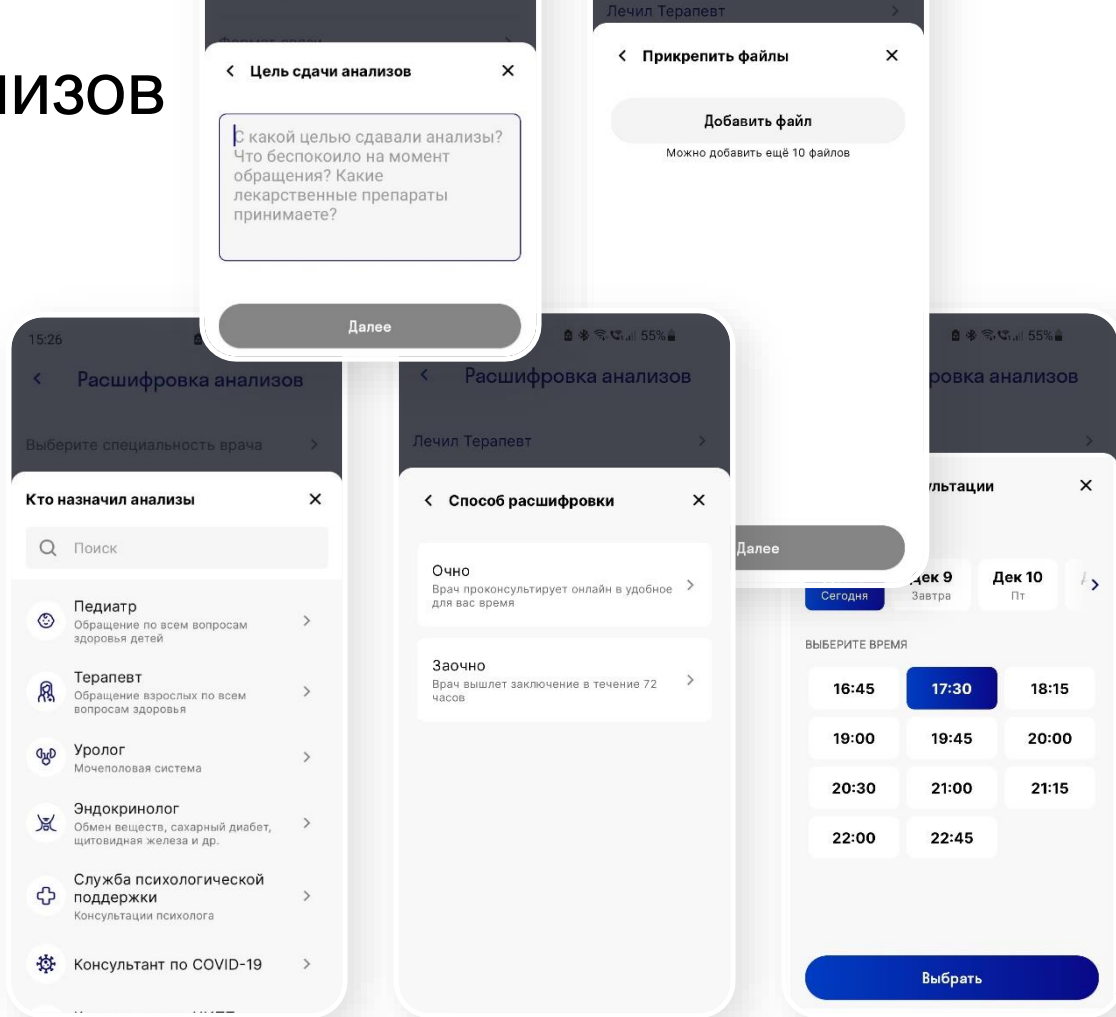 Лечил Терапевт
Формат связи
Цель сдачи анализов
С какой целью сдавали анализы?
Что беспокоило на момент
обращения? Какие
лекарственные препараты
принимаете?
Далее
Прикрепить файлы
Добавить файл
Можно добавить ещё 10 файлов
Далее
15:26
Расшифровка анализов
Выберите специальность врача
Кто назначил анализы
Поиск
Педиатр
Обращение по всем вопросам
здоровья детей
Терапевт
Обращение взрослых по всем
вопросам здоровья
Уролог
Мочеполовая система
Эндокринолог
Обмен веществ, сахарный диабет,
щитовидная железа и др.
Служба психологической
поддержки
Консультации психолога
Консультант по COVID-19
55%
Расшифровка анализов
Лечил Терапевт
Способ расшифровки
Очно
Врач проконсультирует онлайн в удобное
для вас время
Заочно
Врач вышлет заключение в течение 72
часов
55%
анализов
Сегодня
Дек 9
Завтра
Дек 10
Пт
ВЫБЕРИТЕ ВРЕМЯ
16:45 17:30 18:15
19:00 19:45 20:00
20:30 21:00 21:15
22:00 22:45
Выбрать